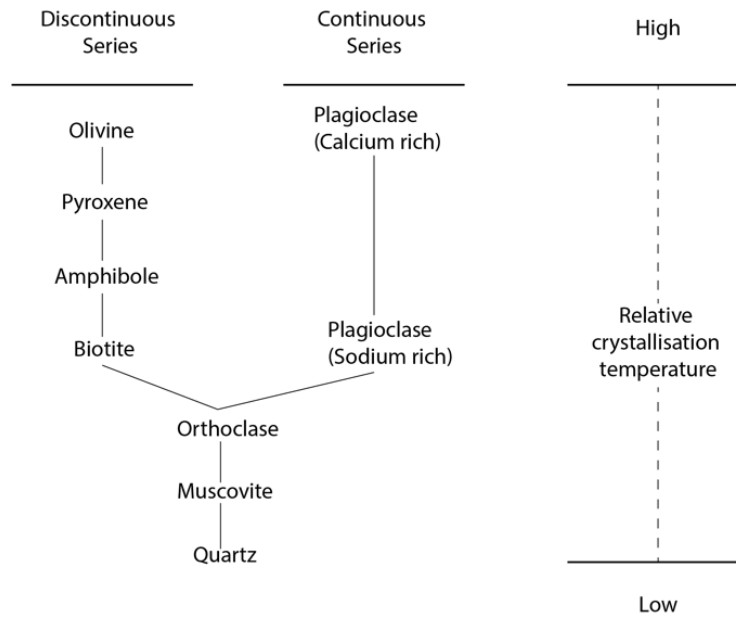 Discontinuous
Series
Continuous
Series
High
Olivine
Pyroxene
Amphibole
Biotite
Plagioclase
(Calcium rich)
Plagioclase
(Sodium rich)
Orthoclase
Muscovite
Quartz
Relative
crystallisation
temperature
Low